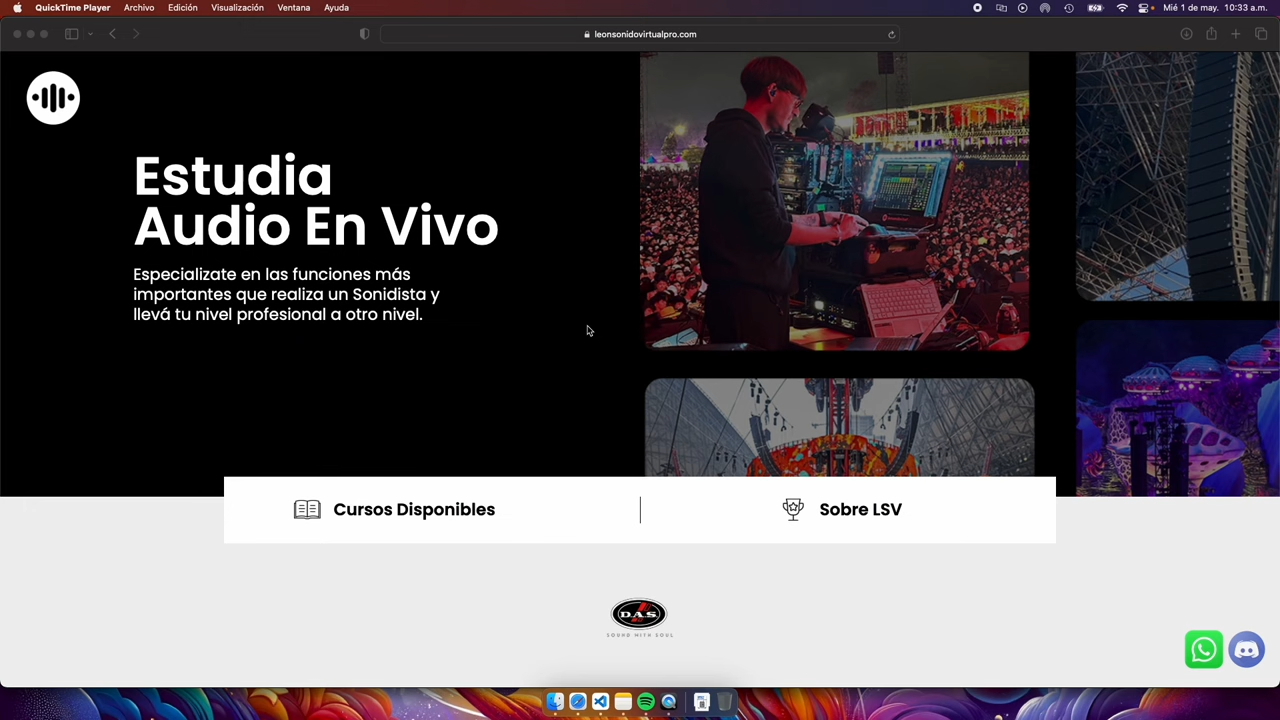 QuickTime Player Archivo Edición Visualización Ventana Ayuda Mié 1 de may. 10:33 a.m.
leonsonidovirtualpro.com
Estudia
Audio En Vivo
Especializate en las funciones más
importantes que realiza un Sonidista y
llevá tu nivel profesional a otro nivel.
Cursos Disponibles
Sobre LSV
D.A.S.
SOUND WITH SOUL